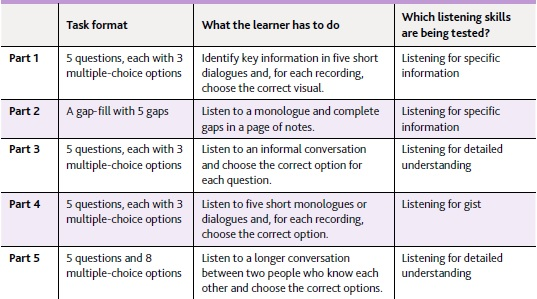 Task format
What the learner has to do
Which listening skills
are being tested?
Part 1
5 questions, each with 3
multiple-choice options
Identify key information in five short
dialogues and, for each recording,
choose the correct visual.
Listening for specific
information
Part 2
A gap-fill with 5 gaps
Listen to a monologue and complete
gaps in a page of notes.
Listening for specific
information
Part 3
5 questions, each with 3
multiple-choice options
Listen to an informal conversation
and choose the correct option for
each question.
Listening for detailed
understanding
Part 4
5 questions, each with 3
multiple-choice options
Listen to five short monologues or
dialogues and, for each recording,
choose the correct option.
Listening for gist
Part 5
5 questions and 8
multiple-choice options
Listen to a longer conversation
between two people who know each
other and choose the correct options.
Listening for detailed
understanding